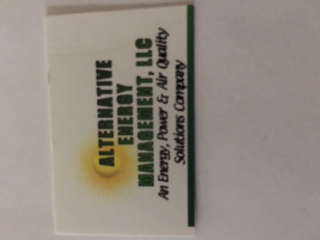 ALTERNATIVE
ENERGY
MANAGEMENT, LLC
An Energy, Power & Air Quality
Solutions Company